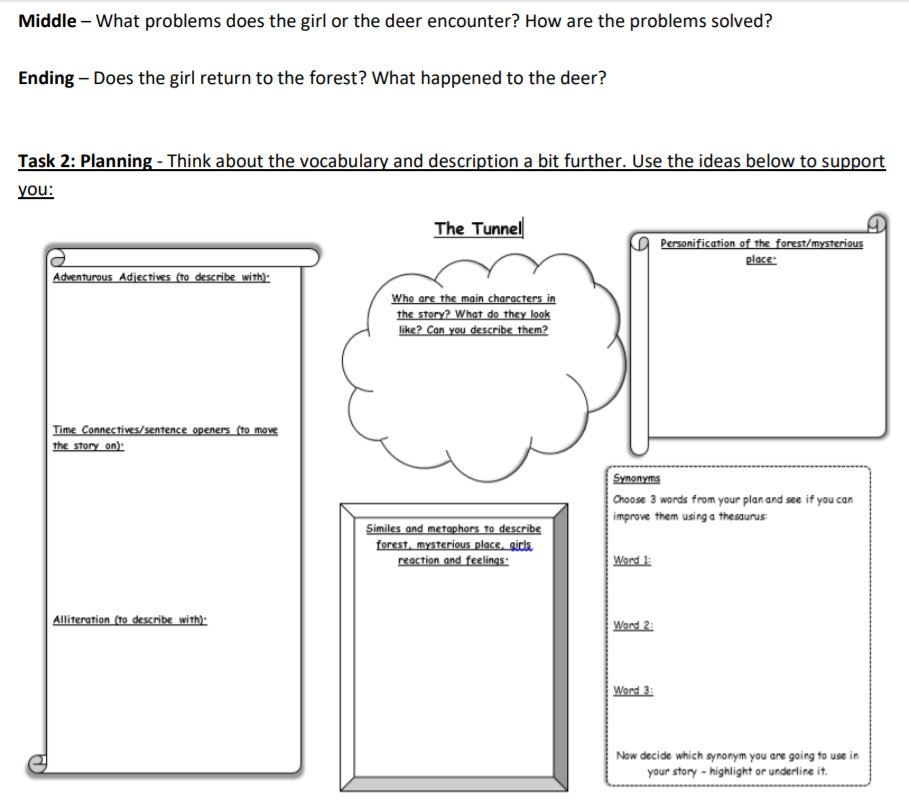 Middle – What problems does the girl or the deer encounter? How are the problems solved?
Ending – Does the girl return to the forest? What happened to the deer?
Task 2: Planning - Think about the vocabulary and description a bit further. Use the ideas below to support
you:
The Tunnel
Adventurous Adjectives (to describe with):
Time Connectives/sentence openers (to move
the story on):
Alliteration (to describe with):
Who are the main characters in
the story? What do they look
like? Can you describe them?
Similes and metaphors to describe
forest, mysterious place, girls
reaction and feelings:
Personification of the forest/mysterious
place:
Synonyms
Choose 3 words from your plan and see if you can
improve them using a thesaurus:
Word 1:
Word 2:
Word 3:
Now decide which synonym you are going to use in
your story – highlight or underline it.